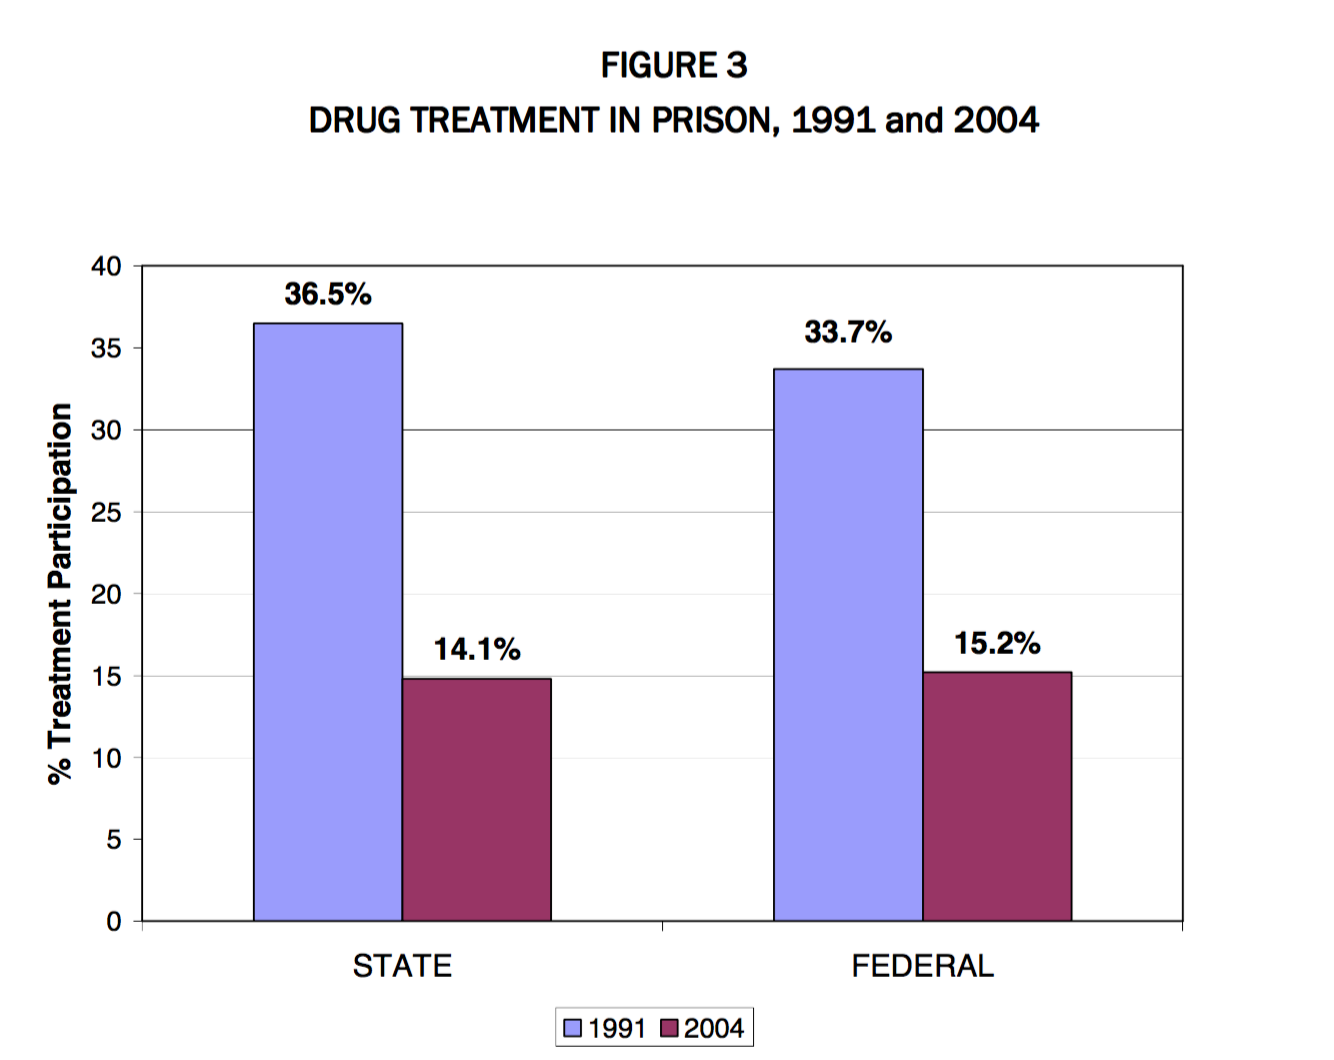 FIGURE 3
DRUG TREATMENT IN PRISON, 1991 and 2004
% Treatment Participation
40
35
30
25
20
15
10
5
0
36.5%
14.1%
33.7%
15.2%
STATE
FEDERAL
1991 2004